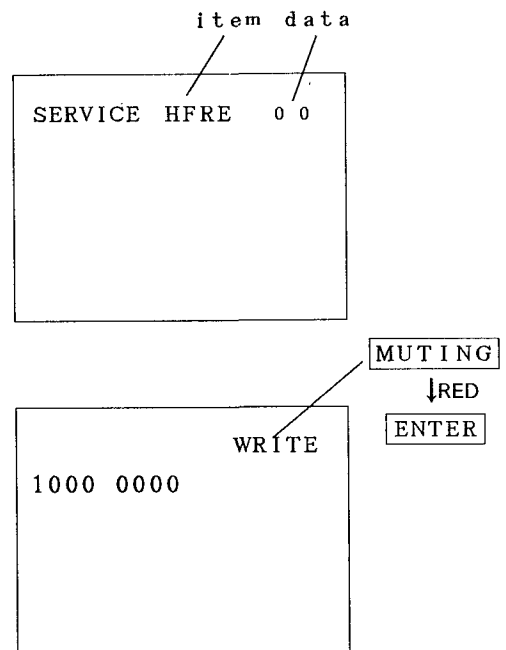 item data
SERVICE HFRE 00
MUTING
↓RED
WRITE
ENTER
1000 0000